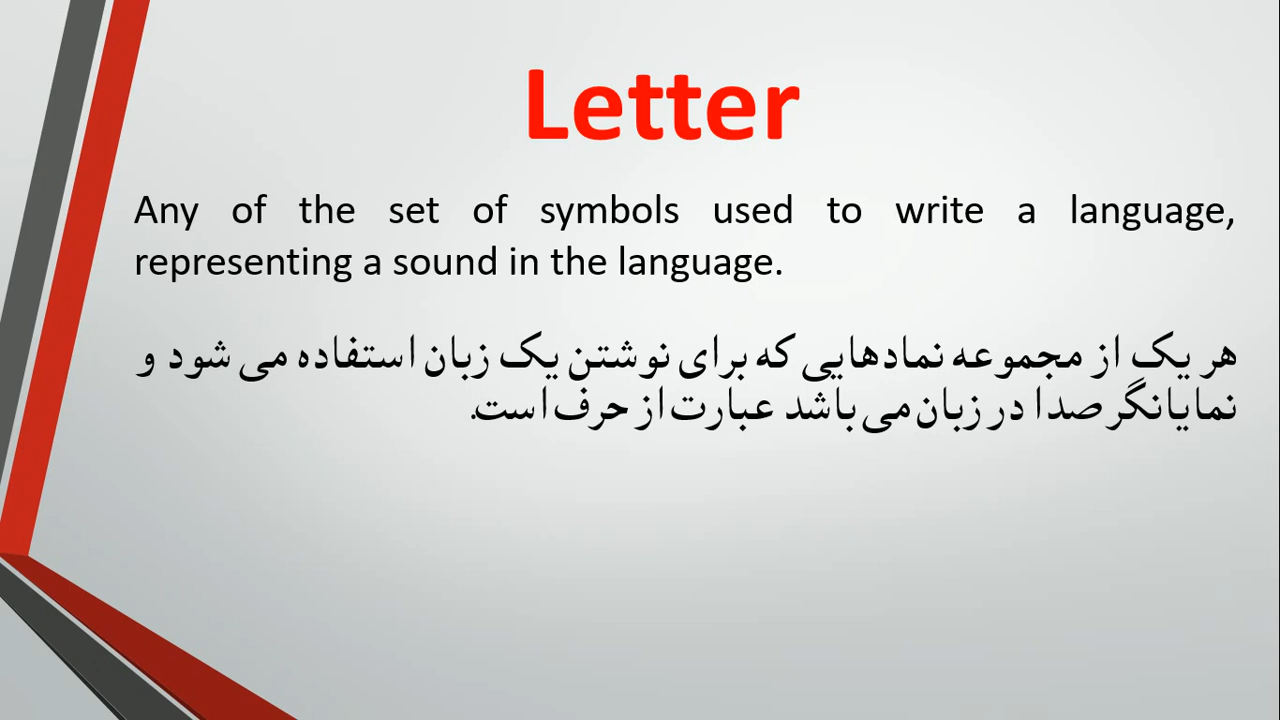 Letter
Any of the set of symbols used to write a language,
representing a sound in the language.
هر یک از مجموعه نمادهایی که برای نوشتن یک زبان استفاده می شود و
نمایانگر صدا در زبان می باشد عبارت از حرف است.